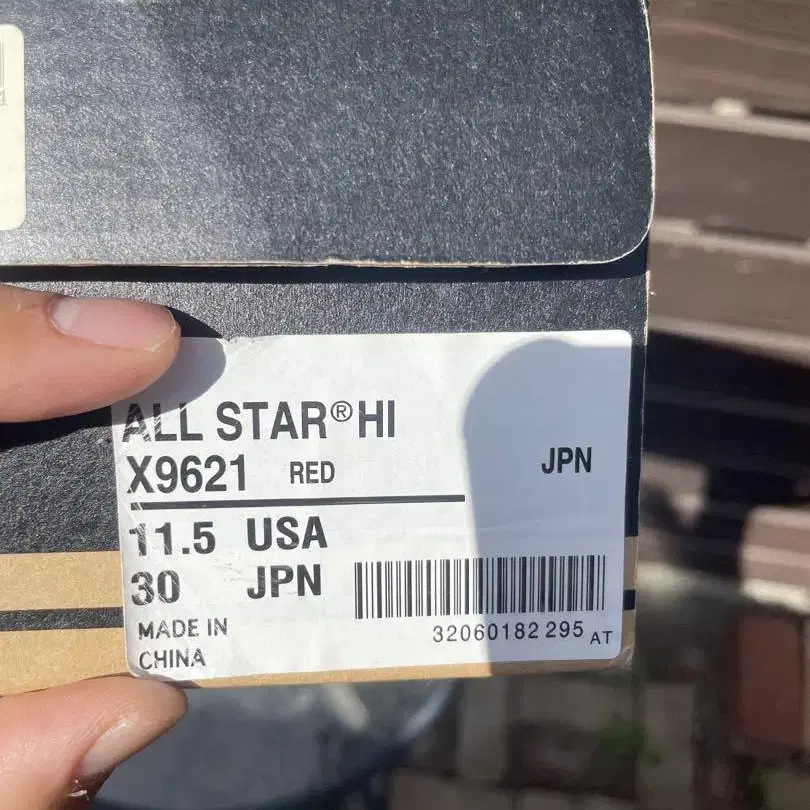 ALL STAR® HI
X9621 RED
JPN
11.5 USA
30 JPN
MADE IN
CHINA
32060182 295 AT